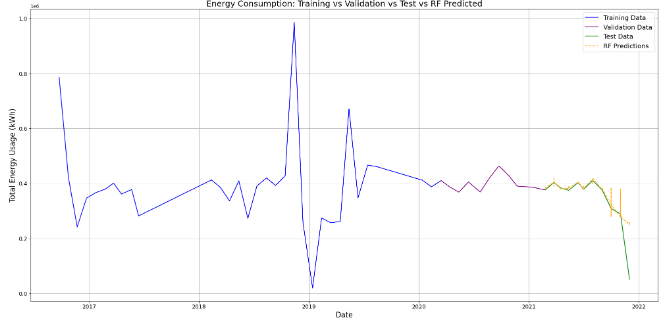 Energy Consumption: Training vs Validation vs Test vs RF Predicted
1e6
Training Data
Validation Data
Test Data
RF Predictions
1.0
0.8
0.6
0.4
0.2
0.0
Total Energy Usage (kWh)
2017 2018 2019 2020 2021 2022
Date